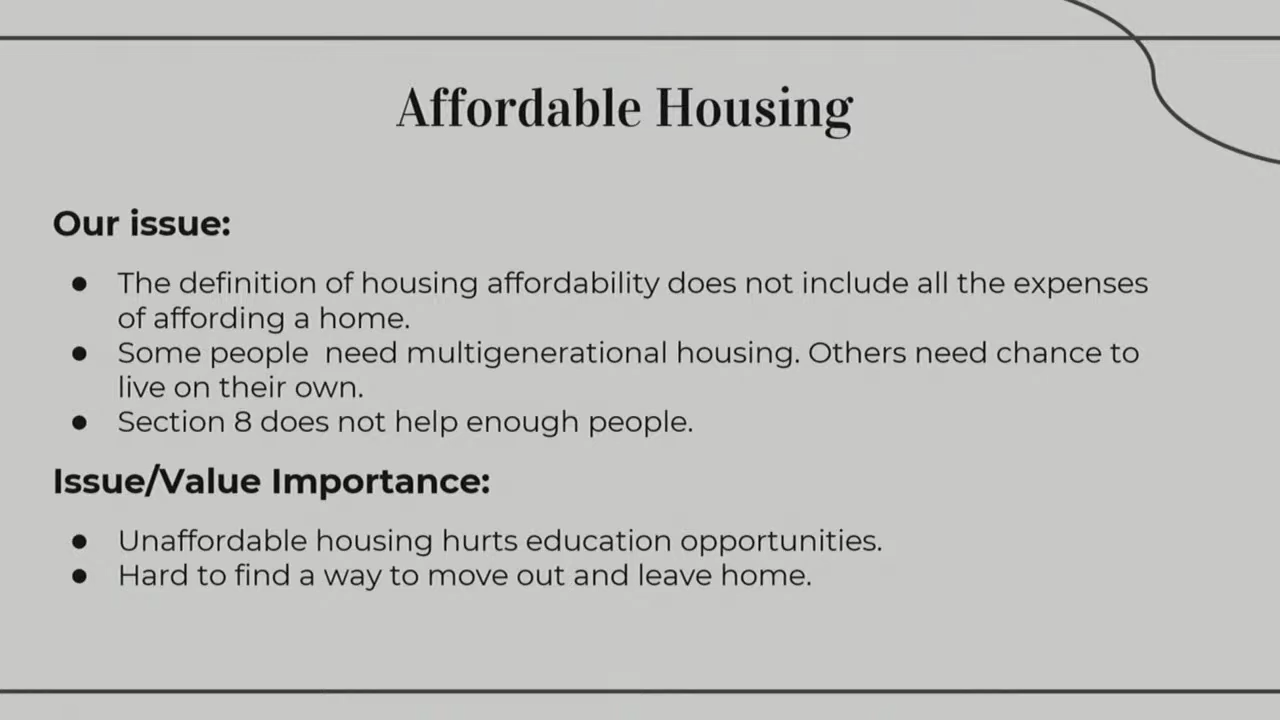 Affordable Housing
Our issue:
● The definition of housing affordability does not include all the expenses
of affording a home.
● Some people  need multigenerational housing. Others need chance to
live on their own.
● Section 8 does not help enough people.
Issue/Value Importance:
● Unaffordable housing hurts education opportunities.
● Hard to find a way to move out and leave home.